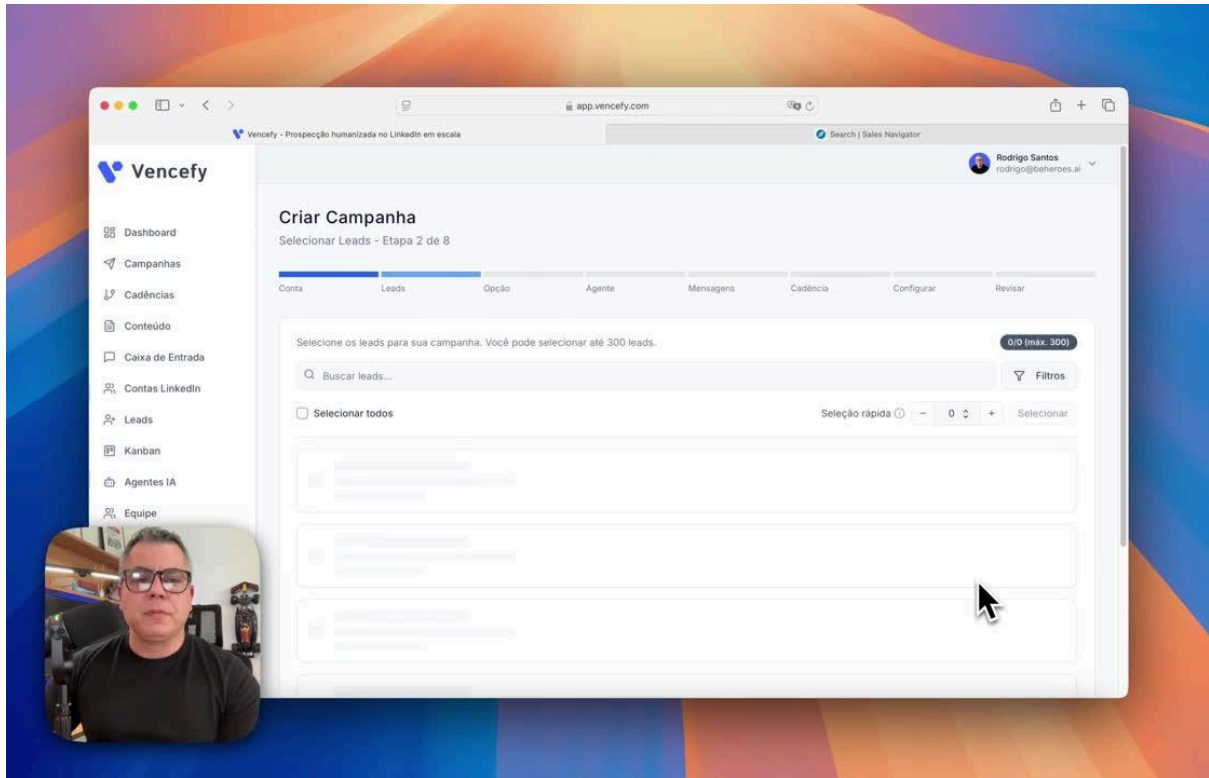 app.vencefy.com
Vencefy - Prospecção humanizada no LinkedIn em escala
Search | Sales Navigator
Vencefy
Rodrigo Santos
rodrigo@beheroes.ai
Dashboard
Campanhas
Cadências
Conteúdo
Caixa de Entrada
Contas LinkedIn
Leads
Kanban
Agentes IA
Equipe
Criar Campanha
Selecionar Leads - Etapa 2 de 8
Conta Leads Opção Agente Mensagens Cadência Configurar Revisar
Selecione os leads para sua campanha. Você pode selecionar até 300 leads. 0/0 (máx. 300)
Buscar leads... Filtros
Selecionar todos Seleção rápida - 0 + Selecionar